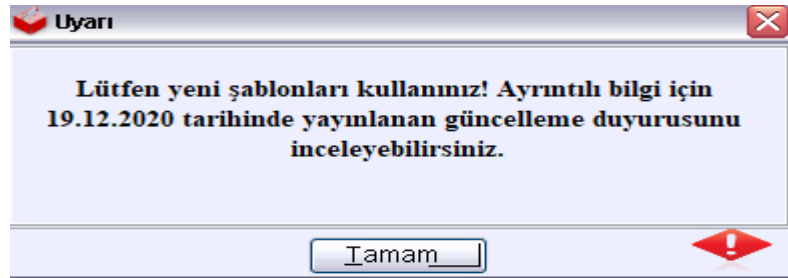 Uyarı
Lütfen yeni şablonları kullanınız! Ayrıntılı bilgi için
19.12.2020 tarihinde yayınlanan güncelleme duyurusunu
inceleyebilirsiniz.
Tamam